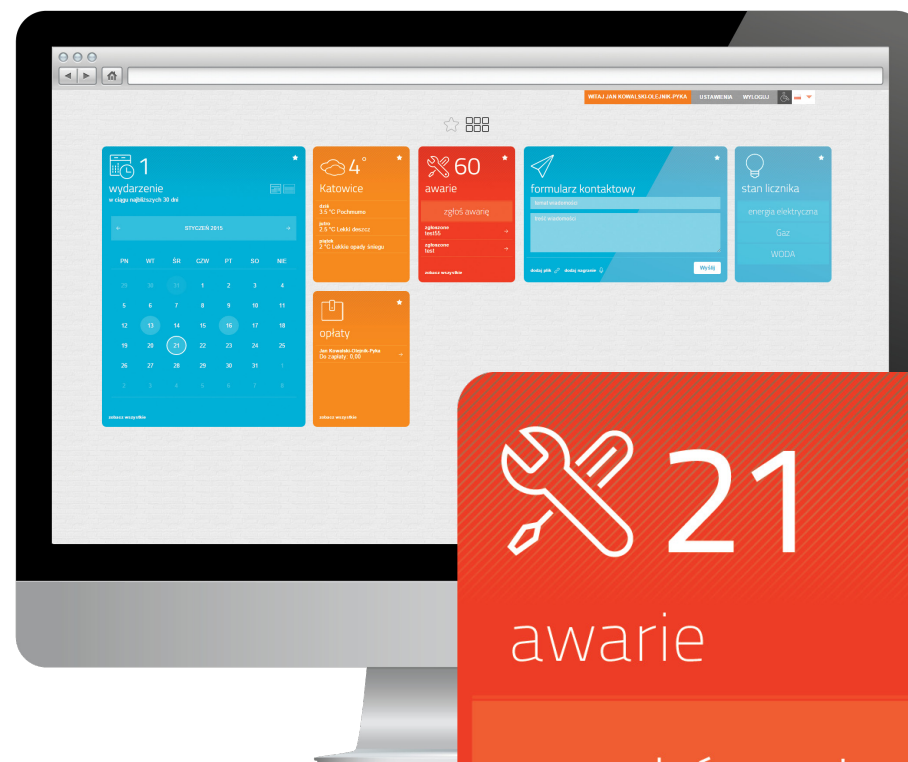 WITAJ JAN KOWALSKI-OLEJNIK-PYKA USTAWIENIA WYLOGUJ
1
wydarzenie
w ciągu najbliższych 30 dni
STYCZEŃ 2015
PN WT ŚR CZW PT SO NIE
29 30 31 1 2 3 4
5 6 7 8 9 10 11
12 13 14 15 16 17 18
19 20 21 22 23 24 25
26 27 28 29 30 31 1
2 3 4 5 6 7 8
zobacz wszystkie
4°
Katowice
dziś
3.5 °C Pochmurno
jutro
2.5 °C Lekki deszcz
piątek
2 °C Lekkie opady śniegu
60
awarie
zgłoś awarię
zgłoszone
test55
zgłoszone
test
zobacz wszystkie
formularz kontaktowy
temat wiadomości
treść wiadomości
dodaj plik dodaj nagranie
Wyślij
stan licznika
energia elektryczna
Gaz
WODA
opłaty
Jan Kowalski-Olejnik-Pyka
Do zapłaty: 0,00
zobacz wszystkie
21
awarie